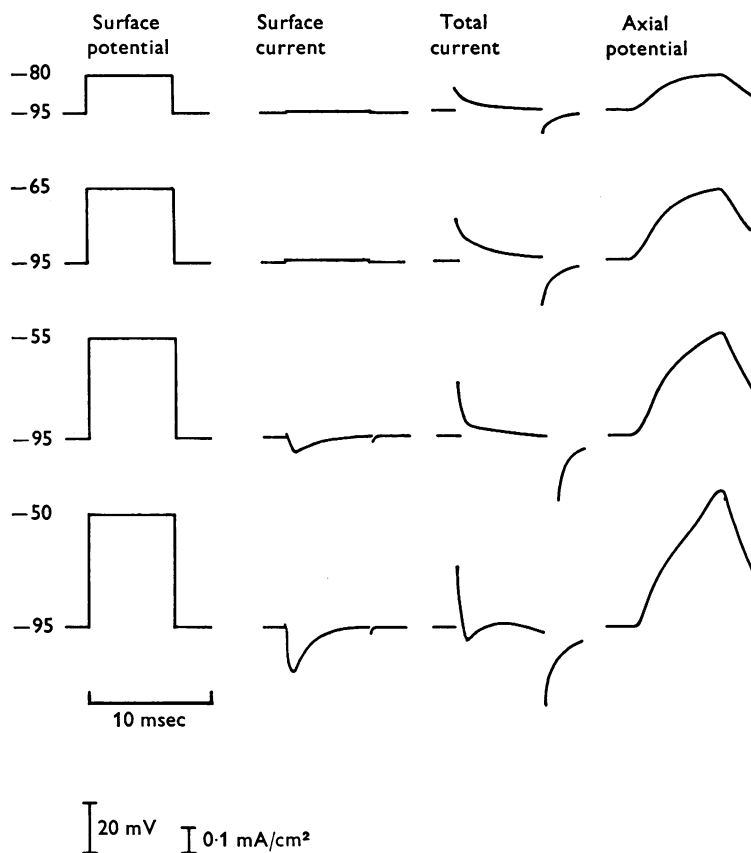 Surface potential
Surface current
Total current
Axial potential
—80
—95
—65
—95
—55
—95
—50
—95
10 msec
20 mV
0·1 mA/cm²